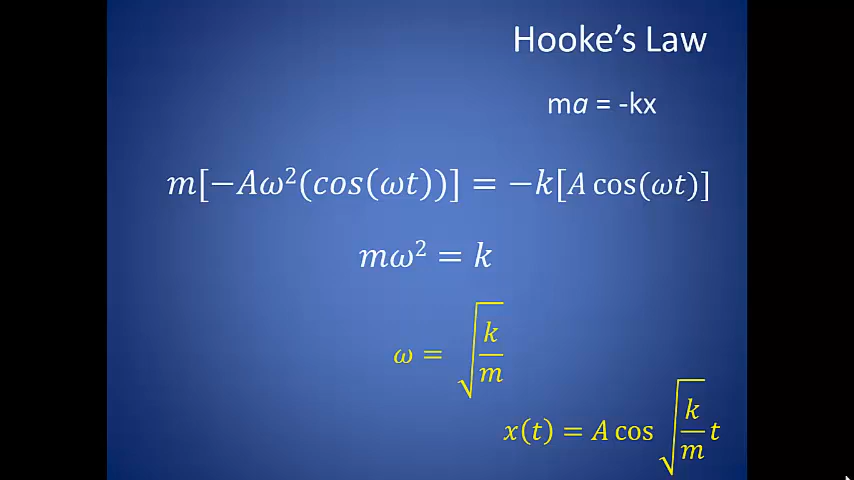 Hooke’s Law
ma = -kx
m[−Aω²(cos(ωt))] = −k[A cos(ωt)]
mω² = k
ω = √(k/m)
x(t) = A cos √(k/m) t